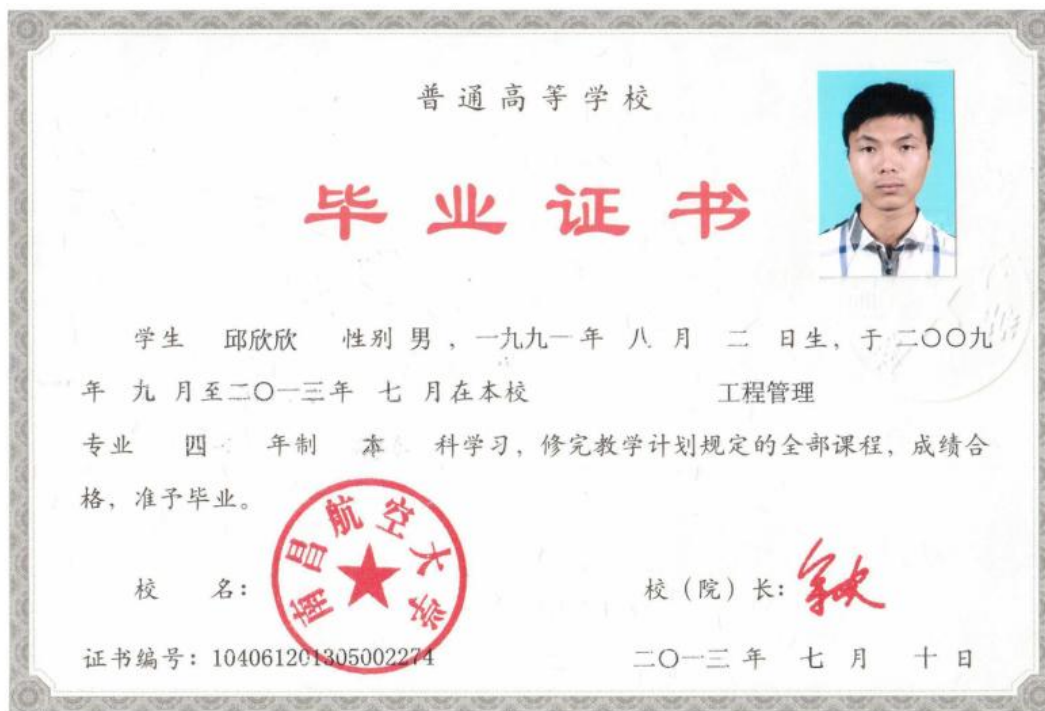 普通高等学校
毕业证书
学生 邱欣欣 性别 男 ，一九九一年 八 月 二 日生，于 二〇〇九
年 九 月至二〇一三年 七 月在本校 工程管理
专业 四 年制 本 科学习，修完教学计划规定的全部课程，成绩合
格，准予毕业。
南昌航空大学
校 名： 校（院）长：
证书编号：104061201305002274 二〇一三 年 七 月 十 日